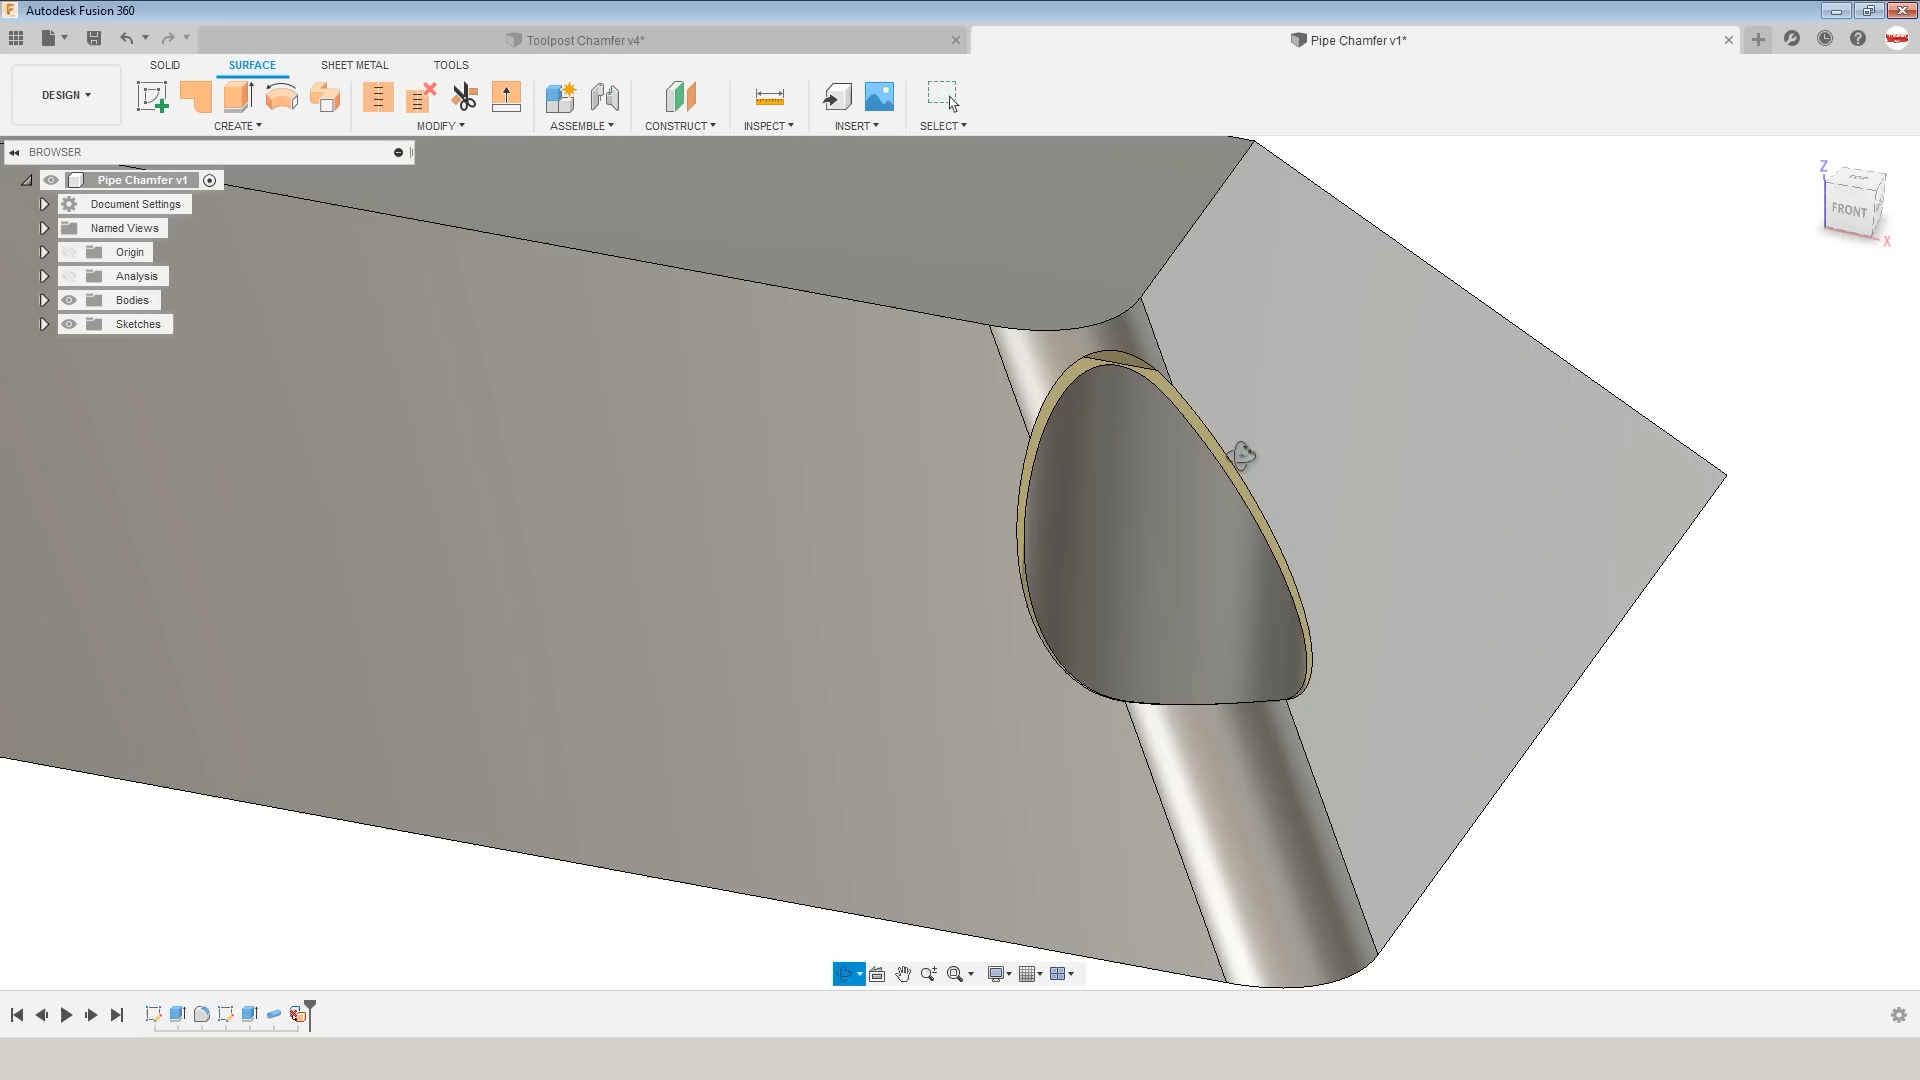 Autodesk Fusion 360
Toolpost Chamfer v4*
Pipe Chamfer v1*
DESIGN
SOLID
SURFACE
SHEET METAL
TOOLS
CREATE
MODIFY
ASSEMBLE
CONSTRUCT
INSPECT
INSERT
SELECT
BROWSER
Pipe Chamfer v1
Document Settings
Named Views
Origin
Analysis
Bodies
Sketches
Z
TOP
FRONT
X